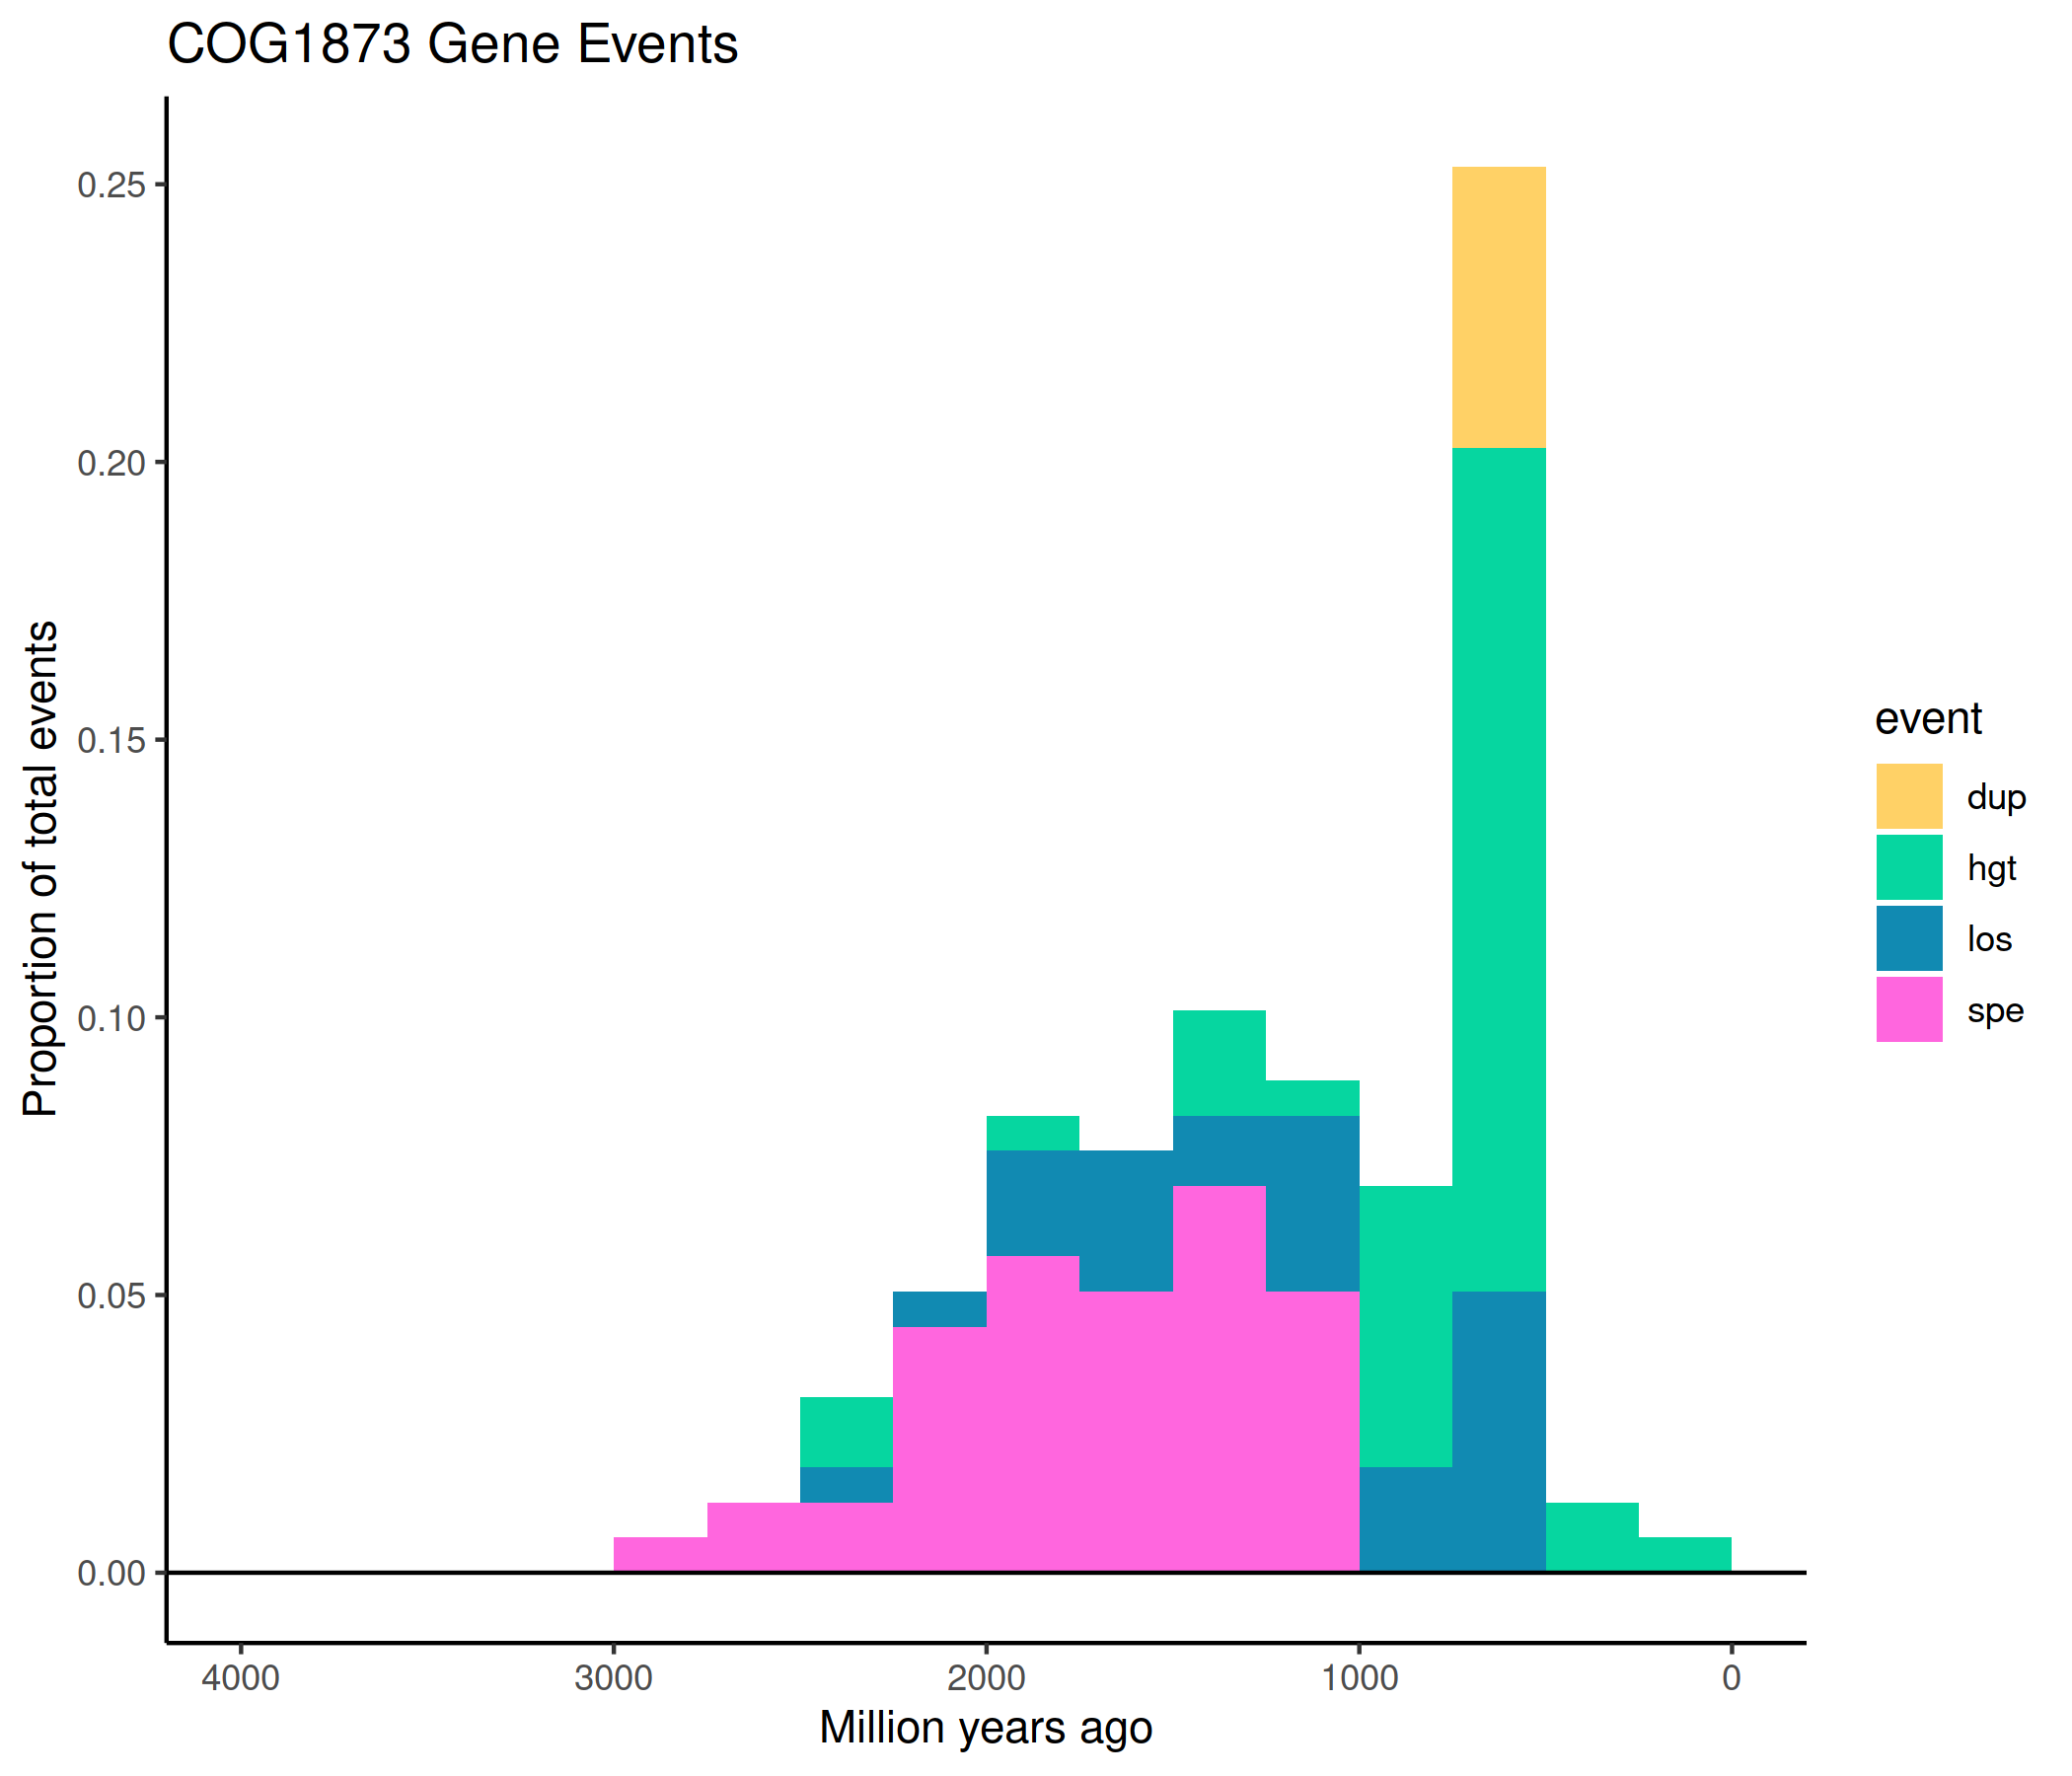 COG1873 Gene Events
Proportion of total events
0.25
0.20
0.15
0.10
0.05
0.00
4000 3000 2000 1000 0
Million years ago
event
dup
hgt
los
spe